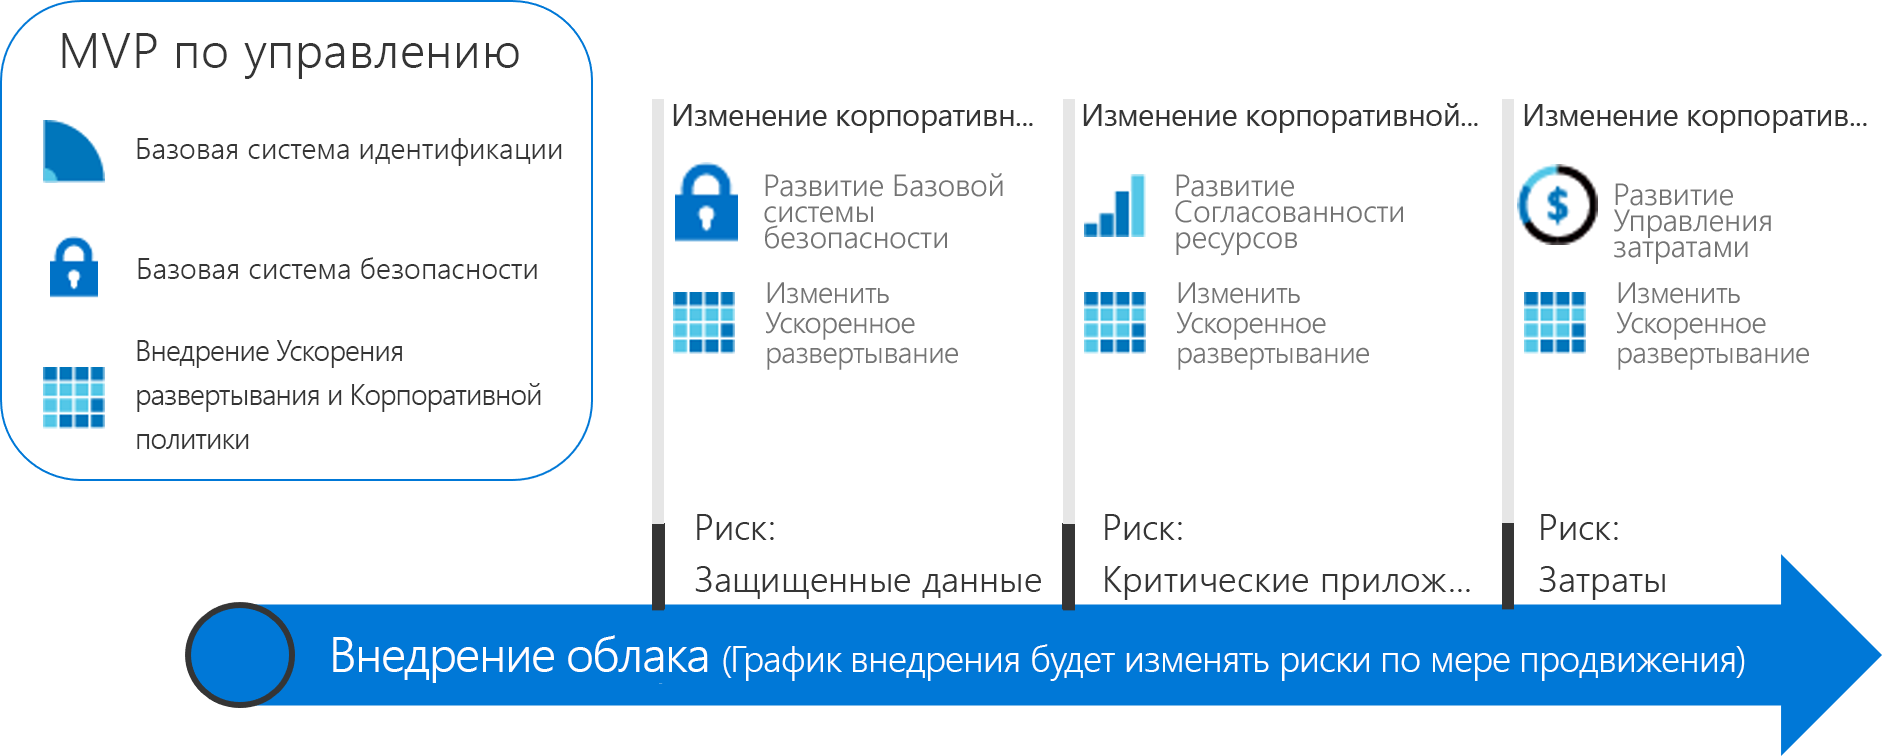 MVP по управлению
Базовая система идентификации
Базовая система безопасности
Внедрение Ускорения
развертывания и Корпоративной
политики
Изменение корпоративн...
Развитие Базовой
системы
безопасности
Изменить
Ускоренное
развертывание
Риск:
Защищенные данные
Изменение корпоративной...
Развитие
Согласованности
ресурсов
Изменить
Ускоренное
развертывание
Риск:
Критические прилож...
Изменение корпоратив...
$
Развитие
Управления
затратами
Изменить
Ускоренное
развертывание
Риск:
Затраты
Внедрение облака (График внедрения будет изменять риски по мере продвижения)